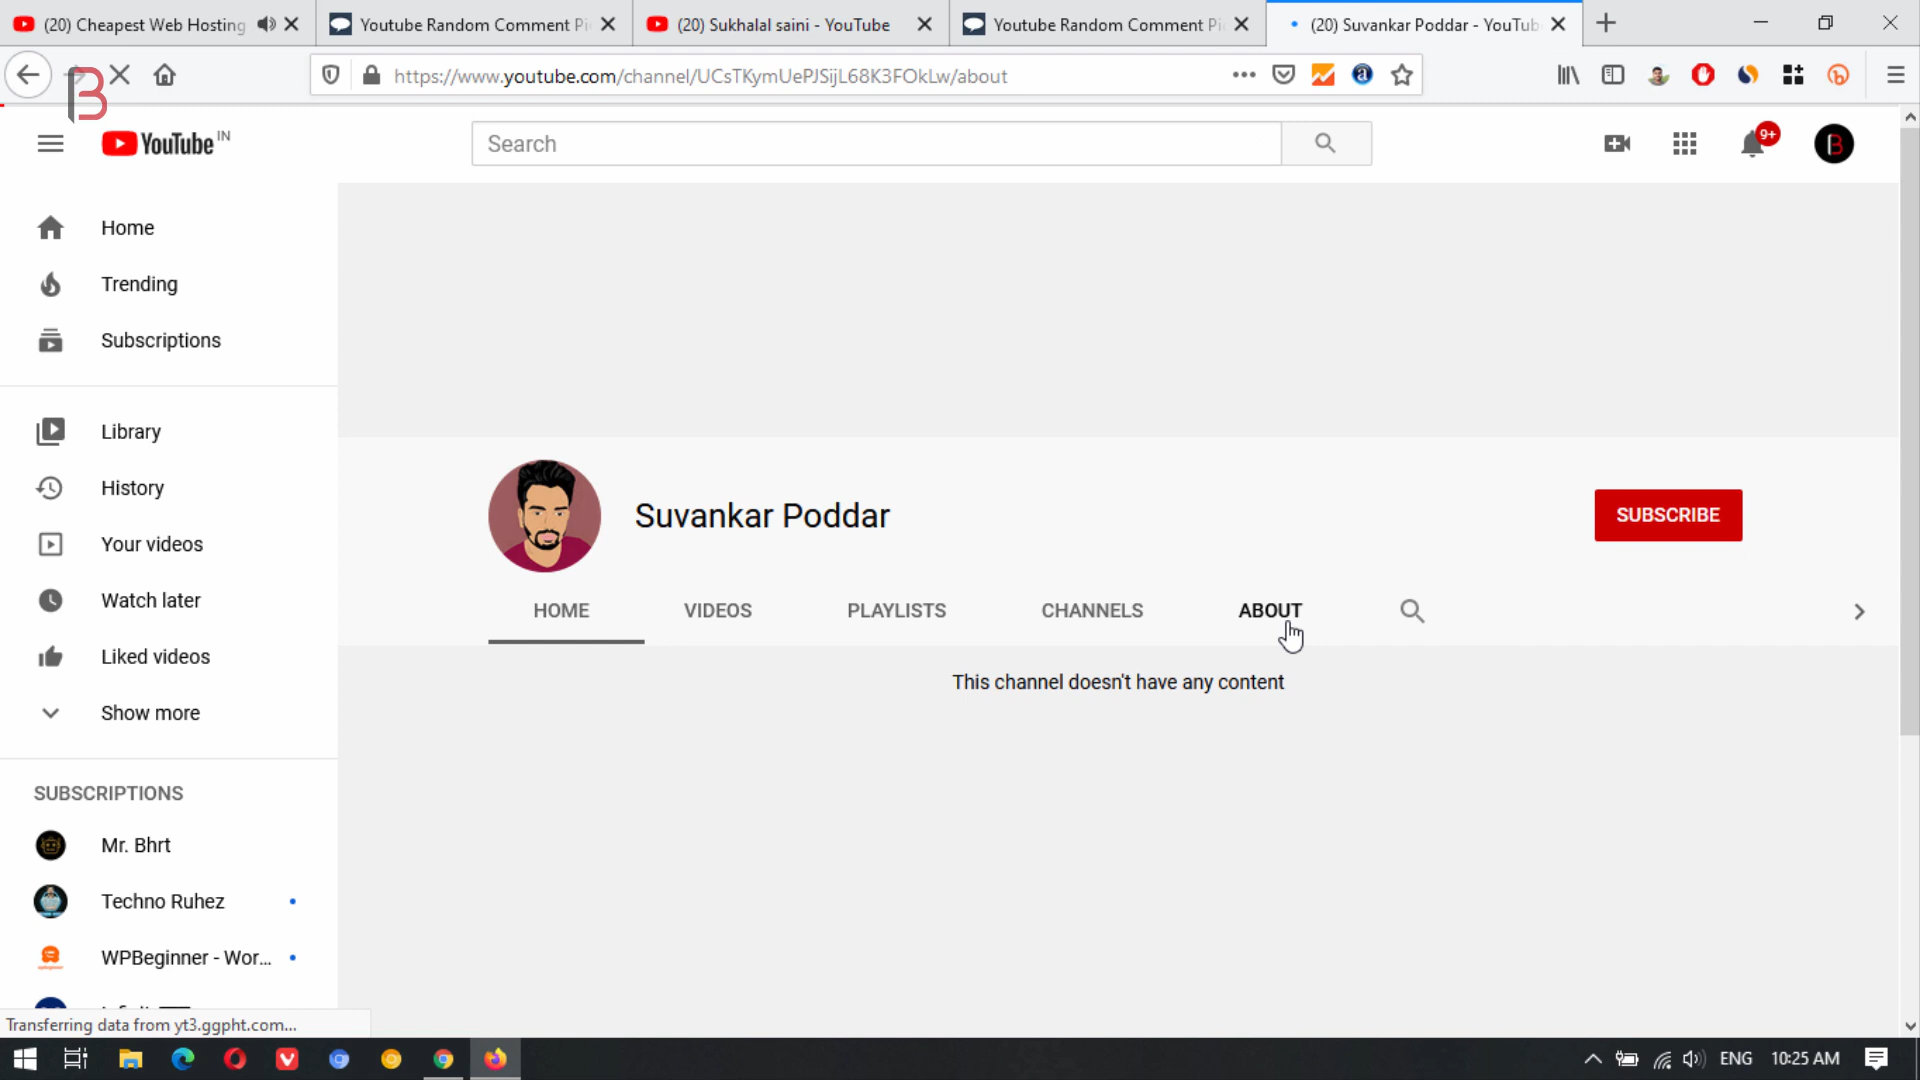 (20) Cheapest Web Hosting
Youtube Random Comment Pi
(20) Sukhalal saini - YouTube
Youtube Random Comment Pi
(20) Suvankar Poddar - YouTub
https://www.youtube.com/channel/UCsTKymUePJSijL68K3FOkLw/about
YouTube IN
Search
9+
Home
Trending
Subscriptions
Library
History
Your videos
Watch later
Liked videos
Show more
SUBSCRIPTIONS
Mr. Bhrt
Techno Ruhez
WPBeginner - Wor...
Suvankar Poddar
SUBSCRIBE
HOME
VIDEOS
PLAYLISTS
CHANNELS
ABOUT
This channel doesn't have any content
Transferring data from yt3.ggpht.com...
ENG
10:25 AM